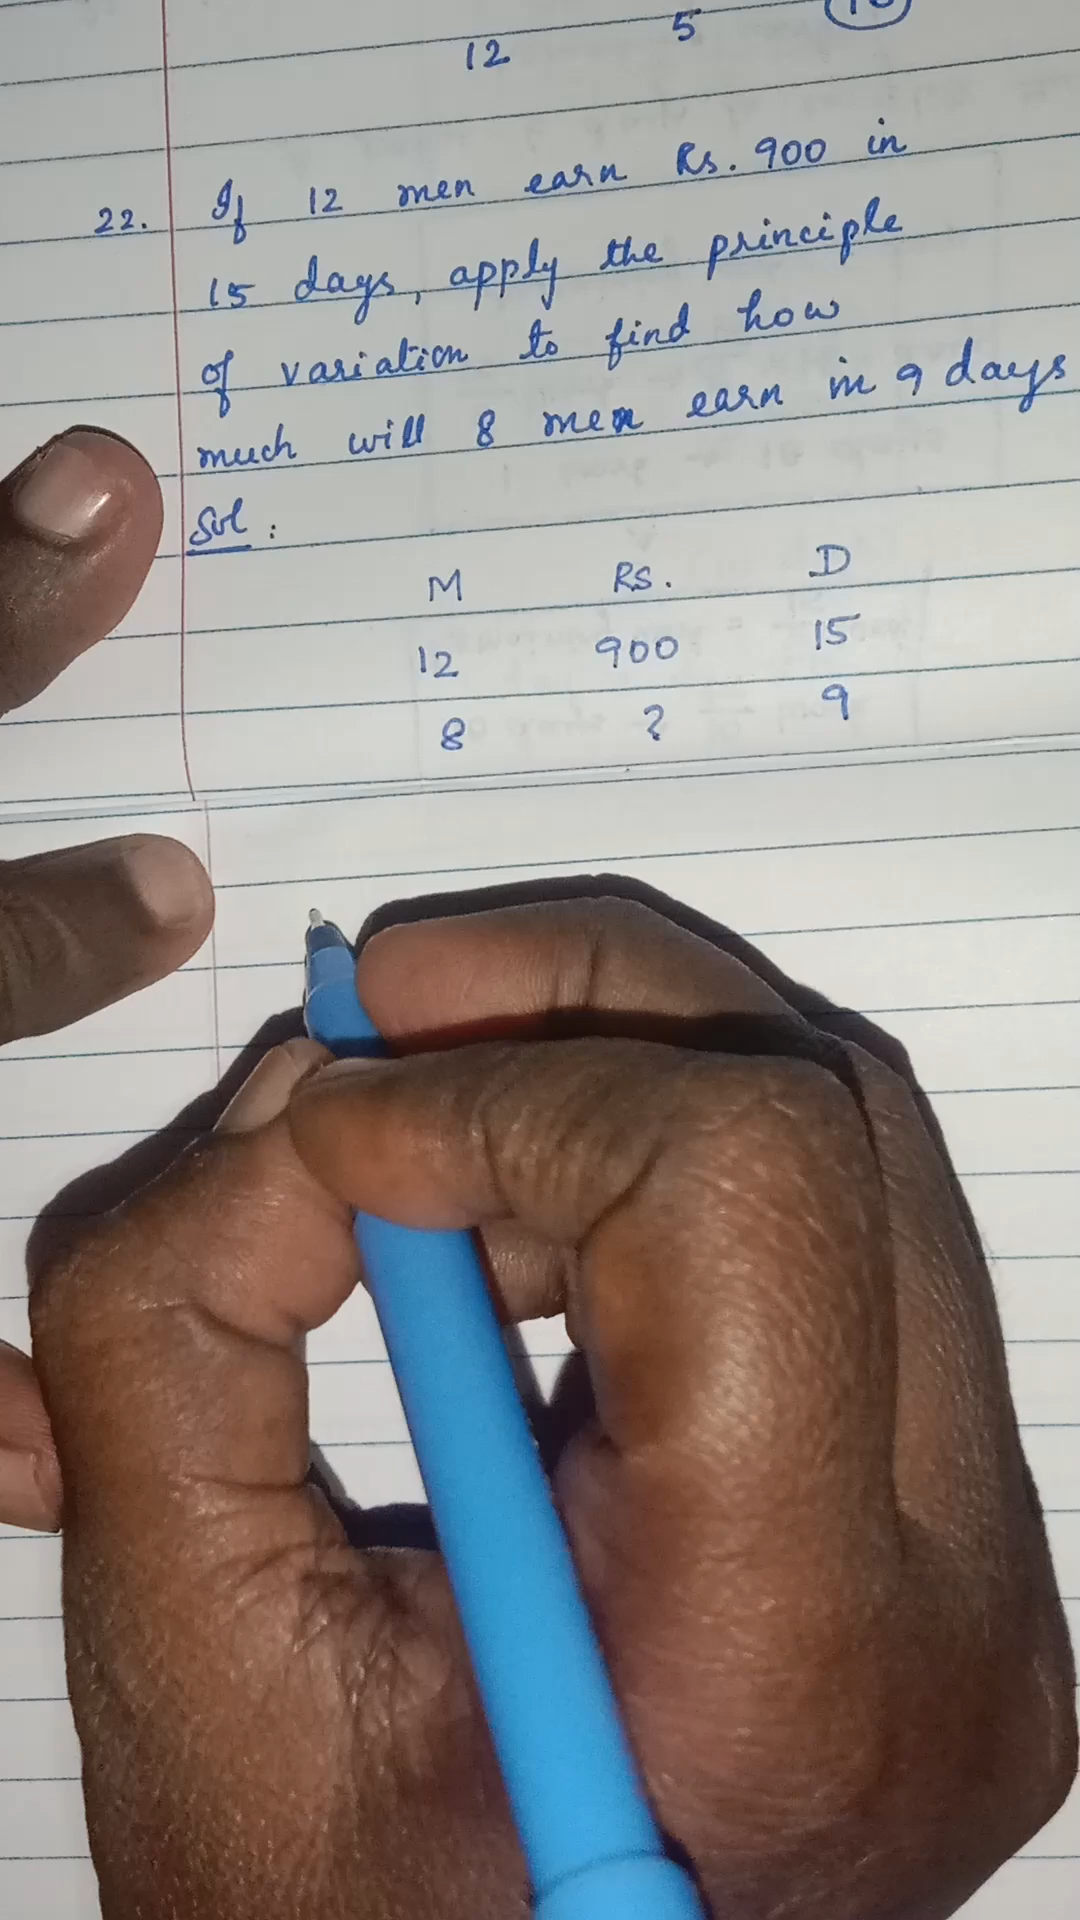 12 5
22. If 12 men earn Rs. 900 in
15 days, apply the principle
of variation to find how
much will 8 men earn in 9 days
Sol :
M RS. D
12 900 15
8 ? 9